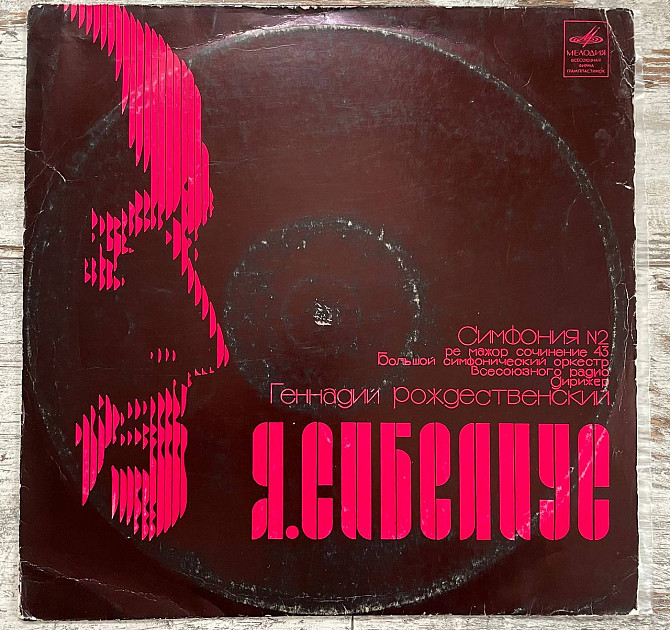 МЕЛОДИЯ
ВСЕСОЮЗНАЯ
ФИРМА
ГРАМПЛАСТИНОК
Симфония №2
ре мажор сочинение 43
Большой симфонический оркестр
Всесоюзного радио
Дирижер
Геннадий Рождественский
Я.Сибелиус